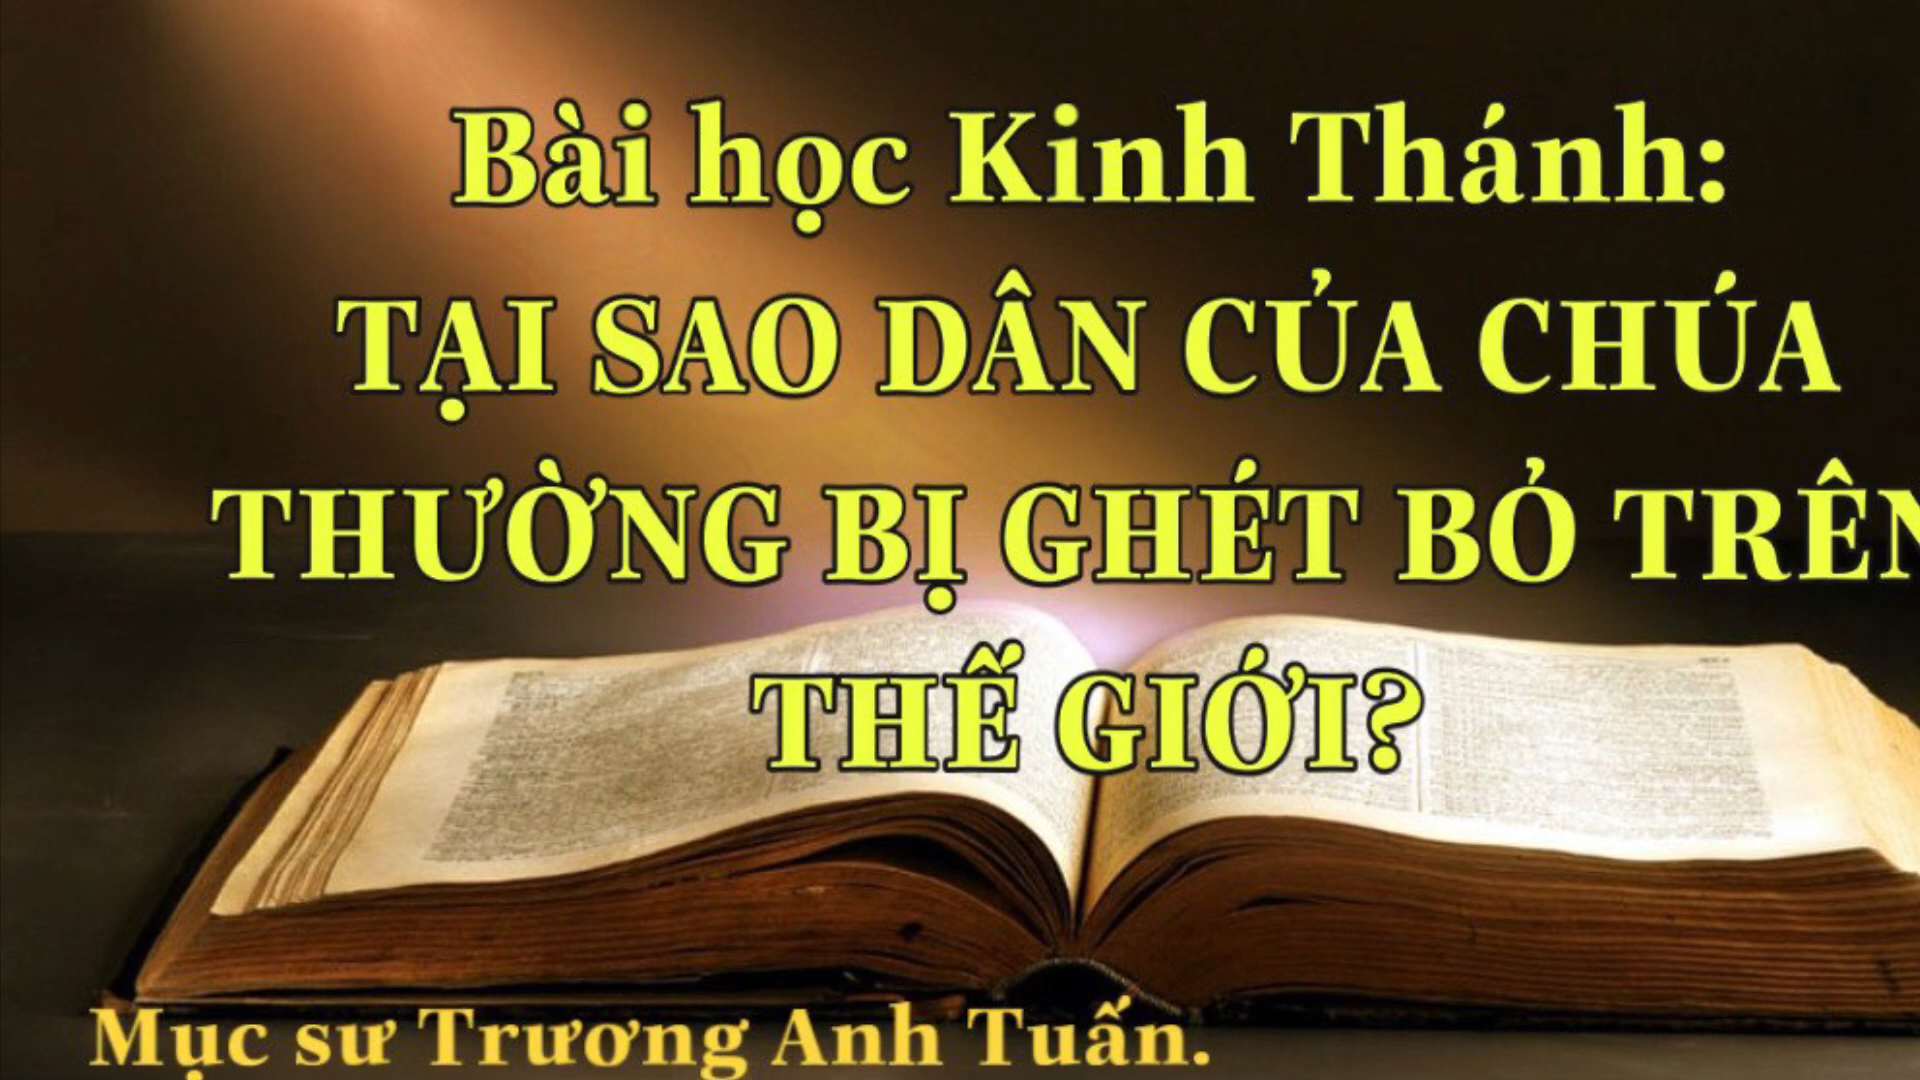 Bài học Kinh Thánh:
TẠI SAO DÂN CỦA CHÚA
THƯỜNG BỊ GHÉT BỎ TRÊN
THẾ GIỚI?
Mục sư Trương Anh Tuấn.